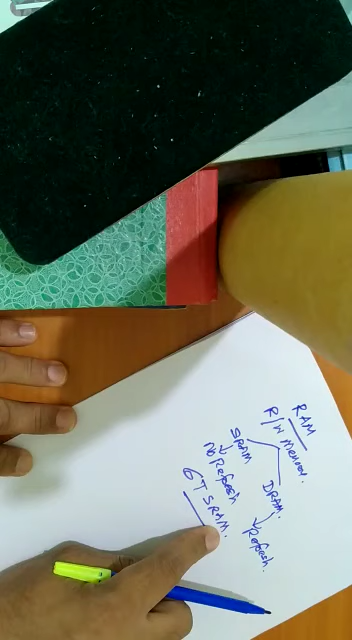 RAM
R/W Memory.
SRAM DRAM.
No Refresh Refresh.
6T SRAM.